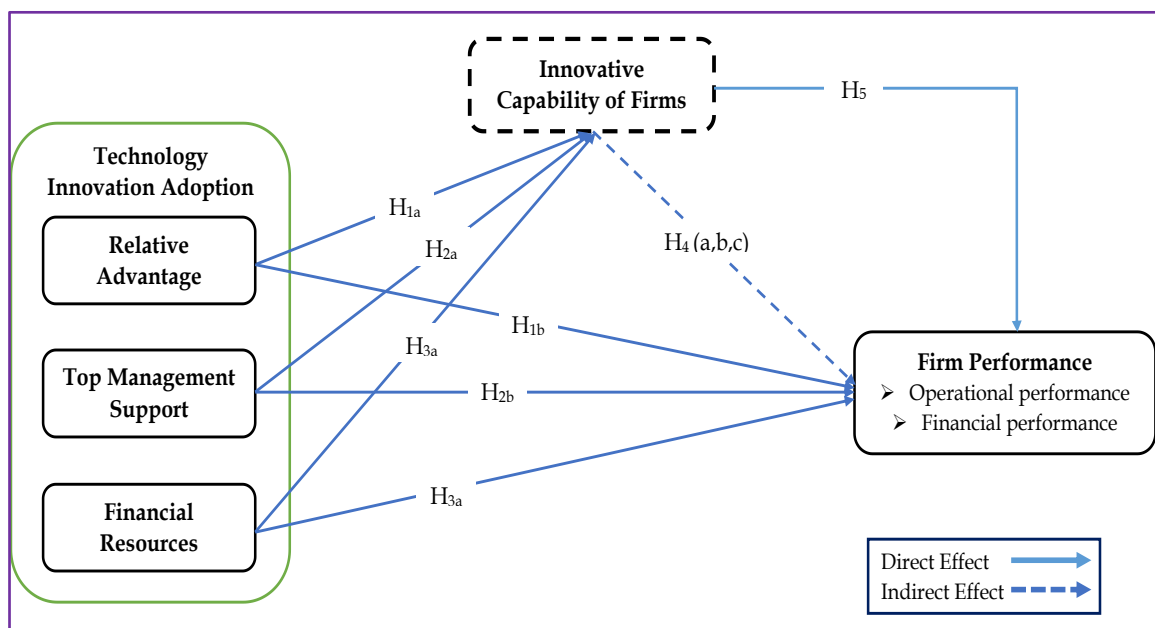 Innovative
Capability of Firms
H5
Technology
Innovation Adoption
H1a
Relative
Advantage
H2a
H4 (a,b,c)
H1b
H3a
Top Management
Support
H2b
Firm Performance
➢ Operational performance
➢ Financial performance
H3a
Financial
Resources
Direct Effect
Indirect Effect